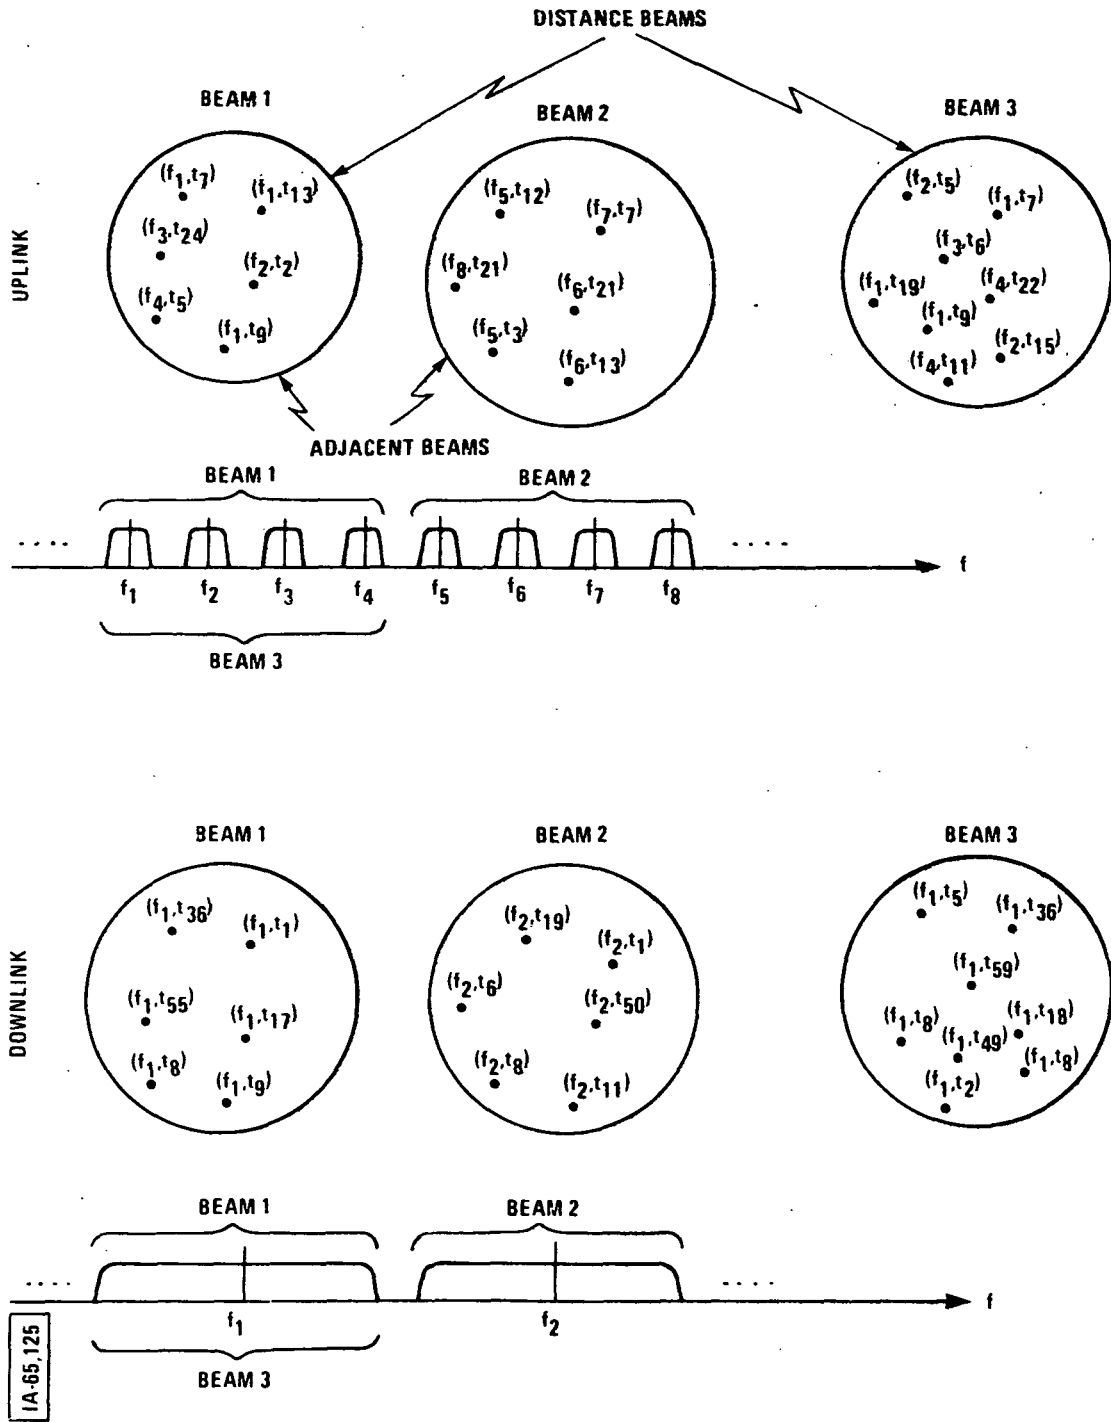 DISTANCE BEAMS
BEAM 1
BEAM 2
BEAM 3
UPLINK
(f1,t7)
(f1,t13)
(f3,t24)
(f2,t2)
(f4,t5)
(f1,t9)
(f5,t12)
(f7,t7)
(f8,t21)
(f6,t21)
(f5,t3)
(f6,t13)
(f2,t5)
(f1,t7)
(f3,t6)
(f1,t19)
(f4,t22)
(f1,t9)
(f2,t15)
(f4,t11)
ADJACENT BEAMS
BEAM 1
BEAM 2
....
....
f
f1
f2
f3
f4
f5
f6
f7
f8
BEAM 3
BEAM 1
BEAM 2
BEAM 3
DOWNLINK
(f1,t36)
(f1,t1)
(f1,t55)
(f1,t17)
(f1,t8)
(f1,t9)
(f2,t19)
(f2,t1)
(f2,t6)
(f2,t50)
(f2,t8)
(f2,t11)
(f1,t5)
(f1,t36)
(f1,t59)
(f1,t8)
(f1,t18)
(f1,t49)
(f1,t8)
(f1,t2)
BEAM 1
BEAM 2
....
....
f
f1
f2
BEAM 3
IA-65,125